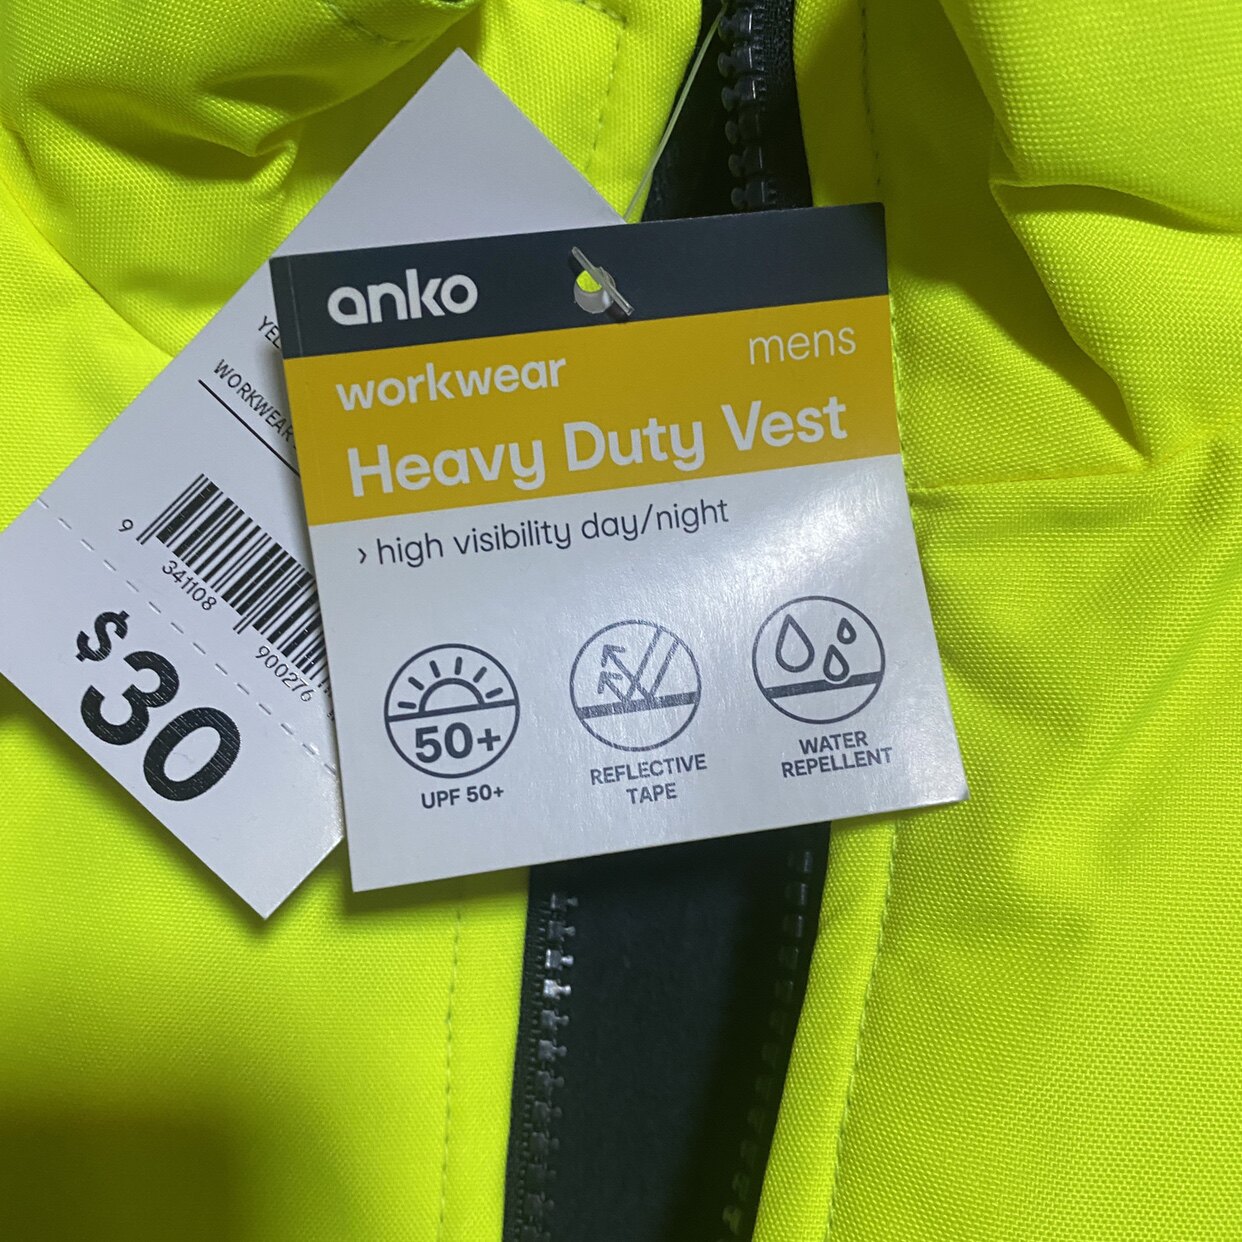 anko
workwear
mens
Heavy Duty Vest
› high visibility day/night
50+
UPF 50+
REFLECTIVE
TAPE
WATER
REPELLENT
WORKWEAR
9 341108 900276
$30